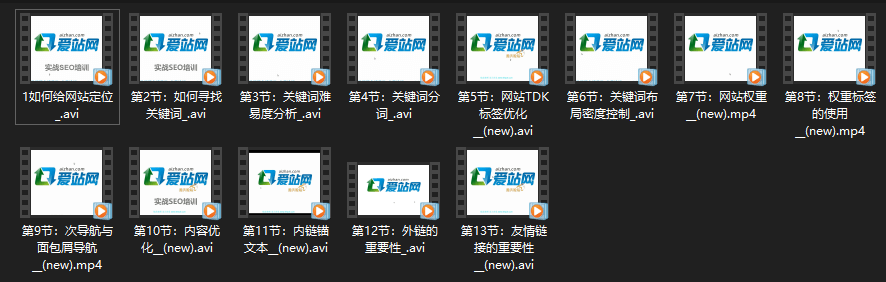 aizhan.com
爱站网
实战SEO培训
1如何给网站定位
_.avi
aizhan.com
爱站网
实战SEO培训
第2节：如何寻找
关键词_.avi
aizhan.com
爱站网
第3节：关键词难
易度分析_.avi
aizhan.com
爱站网
第4节：关键词分
词_.avi
aizhan.com
爱站网
第5节：网站TDK
标签优化
__(new).avi
aizhan.com
爱站网
第6节：关键词布
局密度控制_.avi
aizhan.com
爱站网
第7节：网站权重
__(new).mp4
aizhan.com
爱站网
第8节：权重标签
的使用
__(new).mp4
aizhan.com
爱站网
第9节：次导航与
面包屑导航
__(new).mp4
aizhan.com
爱站网
实战SEO培训
第10节：内容优
化__(new).avi
aizhan.com
爱站网
第11节：内链锚
文本__(new).avi
aizhan.com
爱站网
第12节：外链的
重要性_.avi
aizhan.com
爱站网
第13节：友情链
接的重要性
__(new).avi